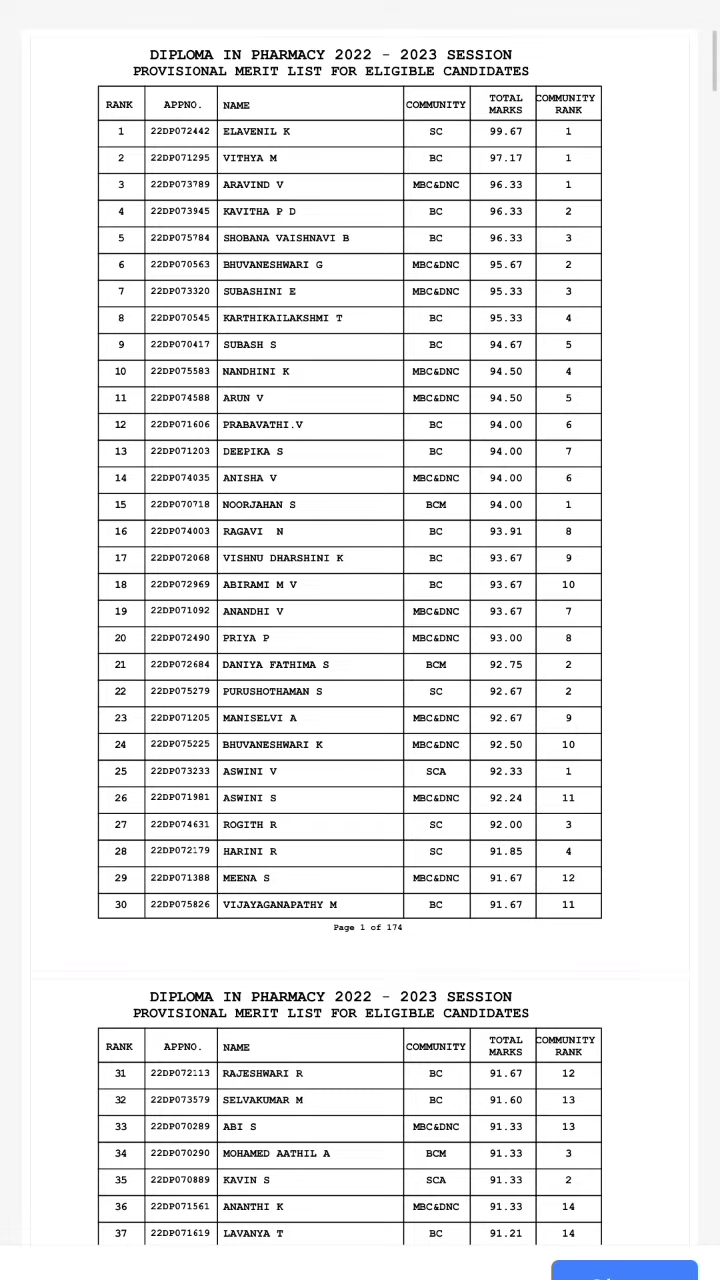 DIPLOMA IN PHARMACY 2022 - 2023 SESSION
PROVISIONAL MERIT LIST FOR ELIGIBLE CANDIDATES
RANK APPNO. NAME COMMUNITY TOTAL MARKS COMMUNITY RANK
1 22DP072442 ELAVENIL K SC 99.67 1
2 22DP071295 VITHYA M BC 97.17 1
3 22DP073789 ARAVIND V MBC&DNC 96.33 1
4 22DP073945 KAVITHA P D BC 96.33 2
5 22DP075784 SHOBANA VAISHNAVI B BC 96.33 3
6 22DP070563 BHUVANESHWARI G MBC&DNC 95.67 2
7 22DP073320 SUBASHINI E MBC&DNC 95.33 3
8 22DP070545 KARTHIKAILAKSHMI T BC 95.33 4
9 22DP070417 SUBASH S BC 94.67 5
10 22DP075583 NANDHINI K MBC&DNC 94.50 4
11 22DP074588 ARUN V MBC&DNC 94.50 5
12 22DP071606 PRABAVATHI.V BC 94.00 6
13 22DP071203 DEEPIKA S BC 94.00 7
14 22DP074035 ANISHA V MBC&DNC 94.00 6
15 22DP070718 NOORJAHAN S BCM 94.00 1
16 22DP074003 RAGAVI N BC 93.91 8
17 22DP072068 VISHNU DHARSHINI K BC 93.67 9
18 22DP072969 ABIRAMI M V BC 93.67 10
19 22DP071092 ANANDHI V MBC&DNC 93.67 7
20 22DP072490 PRIYA P MBC&DNC 93.00 8
21 22DP072684 DANIYA FATHIMA S BCM 92.75 2
22 22DP075279 PURUSHOTHAMAN S SC 92.67 2
23 22DP071205 MANISELVI A MBC&DNC 92.67 9
24 22DP075225 BHUVANESHWARI K MBC&DNC 92.50 10
25 22DP073233 ASWINI V SCA 92.33 1
26 22DP071981 ASWINI S MBC&DNC 92.24 11
27 22DP074631 ROGITH R SC 92.00 3
28 22DP072179 HARINI R SC 91.85 4
29 22DP071388 MEENA S MBC&DNC 91.67 12
30 22DP075826 VIJAYAGANAPATHY M BC 91.67 11
Page 1 of 174
DIPLOMA IN PHARMACY 2022 - 2023 SESSION
PROVISIONAL MERIT LIST FOR ELIGIBLE CANDIDATES
RANK APPNO. NAME COMMUNITY TOTAL MARKS COMMUNITY RANK
31 22DP072113 RAJESHWARI R BC 91.67 12
32 22DP073579 SELVAKUMAR M BC 91.60 13
33 22DP070289 ABI S MBC&DNC 91.33 13
34 22DP070290 MOHAMED AATHIL A BCM 91.33 3
35 22DP070889 KAVIN S SCA 91.33 2
36 22DP071561 ANANTHI K MBC&DNC 91.33 14
37 22DP071619 LAVANYA T BC 91.21 14